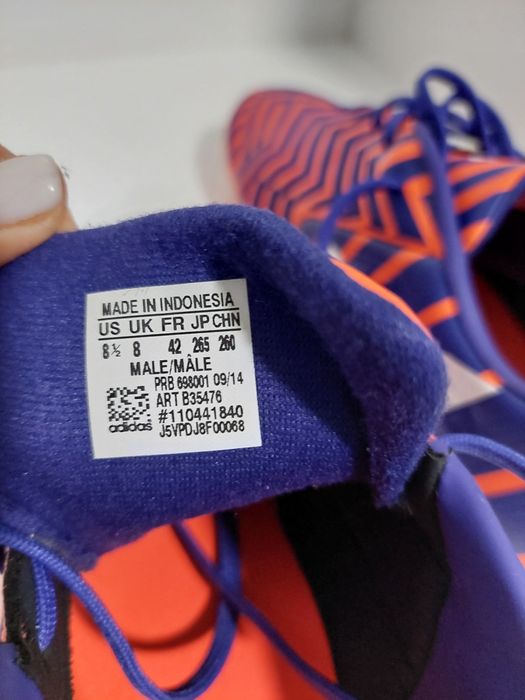 MADE IN INDONESIA
US UK FR JP CHN
8½ 8 42 265 260
MALE/MÂLE
PRB 698001 09/14
ART B35476
#110441840
adidas J5VPDJ8F00068